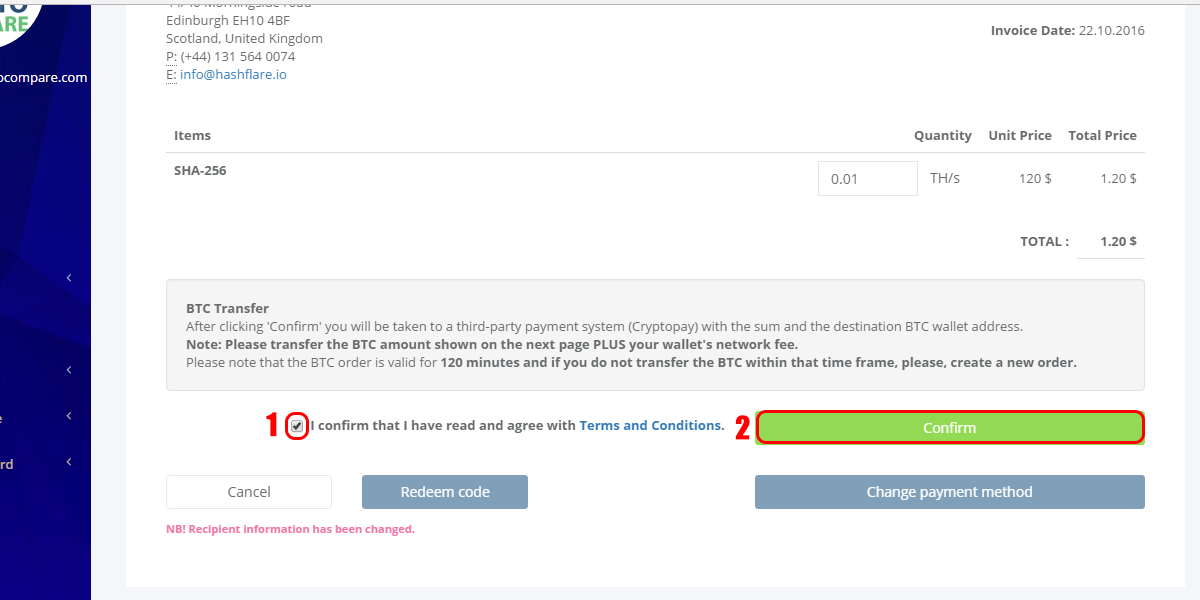 ARE
Edinburgh EH10 4BF
Scotland, United Kingdom
Invoice Date: 22.10.2016
P: (+44) 131 564 0074
E: info@hashflare.io
ocompare.com
Items Quantity Unit Price Total Price
SHA-256 0.01 TH/s 120 $ 1.20 $
TOTAL : 1.20 $
BTC Transfer
After clicking 'Confirm' you will be taken to a third-party payment system (Cryptopay) with the sum and the destination BTC wallet address.
Note: Please transfer the BTC amount shown on the next page PLUS your wallet's network fee.
Please note that the BTC order is valid for 120 minutes and if you do not transfer the BTC within that time frame, please, create a new order.
1 I confirm that I have read and agree with Terms and Conditions. 2 Confirm
rd
Cancel Redeem code Change payment method
NB! Recipient information has been changed.